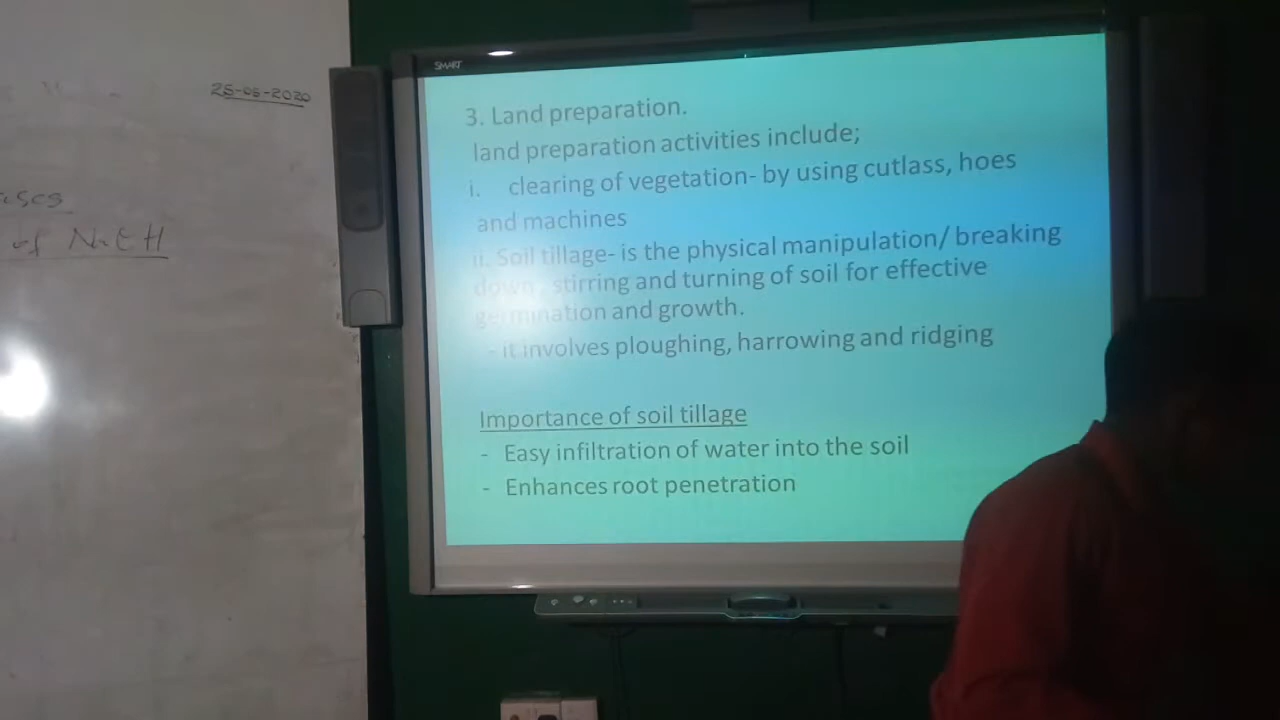 25-05-2020
of
SMART
3. Land preparation.
land preparation activities include;
i. clearing of vegetation- by using cutlass, hoes
and machines
ii. Soil tillage- is the physical manipulation/ breaking
down, stirring and turning of soil for effective
germination and growth.
- it involves ploughing, harrowing and ridging
Importance of soil tillage
- Easy infiltration of water into the soil
- Enhances root penetration